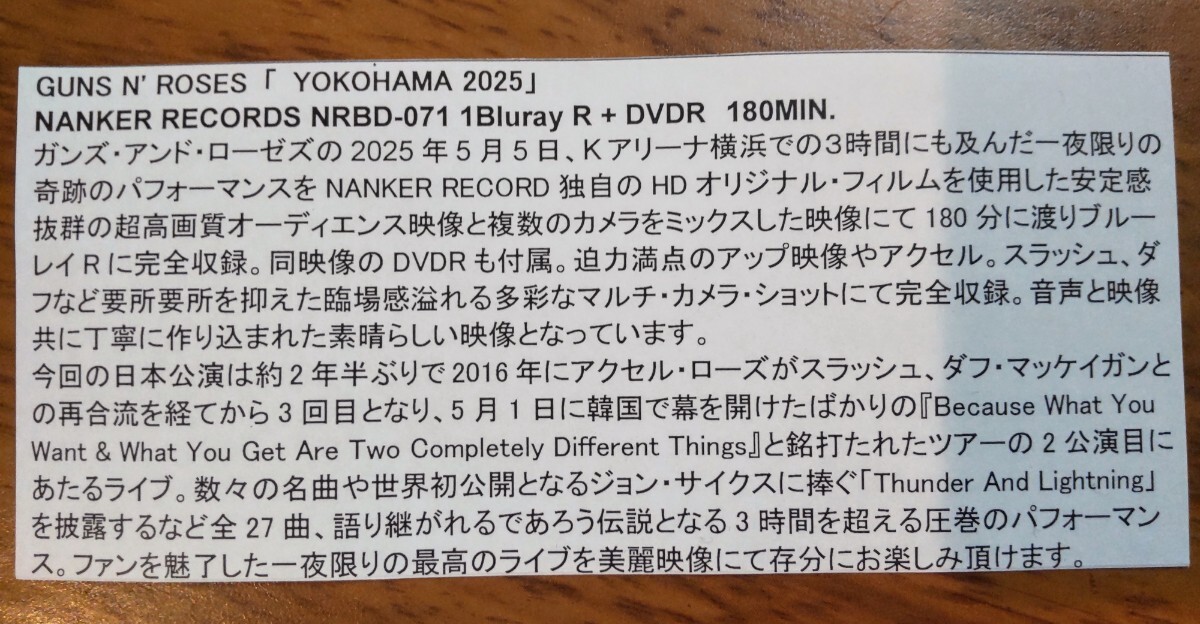 GUNS N' ROSES 「 YOKOHAMA 2025」
NANKER RECORDS NRBD-071 1Bluray R + DVDR 180MIN.
ガンズ・アンド・ローゼズの 2025 年 5 月 5 日、K アリーナ横浜での3時間にも及んだ一夜限りの
奇跡のパフォーマンスを NANKER RECORD 独自の HD オリジナル・フィルムを使用した安定感
抜群の超高画質オーディエンス映像と複数のカメラをミックスした映像にて 180 分に渡りブルー
レイ R に完全収録。同映像の DVDR も付属。迫力満点のアップ映像やアクセル。スラッシュ、ダ
フなど要所要所を抑えた臨場感溢れる多彩なマルチ・カメラ・ショットにて完全収録。音声と映像
共に丁寧に作り込まれた素晴らしい映像となっています。
今回の日本公演は約 2 年半ぶりで 2016 年にアクセル・ローズがスラッシュ、ダフ・マッケイガンと
の再合流を経てから 3 回目となり、5 月 1 日に韓国で幕を開けたばかりの『Because What You
Want & What You Get Are Two Completely Different Things』と銘打たれたツアーの 2 公演目に
あたるライブ。数々の名曲や世界初公開となるジョン・サイクスに捧ぐ「Thunder And Lightning」
を披露するなど全 27 曲、語り継がれるであろう伝説となる 3 時間を超える圧巻のパフォーマン
ス。ファンを魅了した一夜限りの最高のライブを美麗映像にて存分にお楽しみ頂けます。